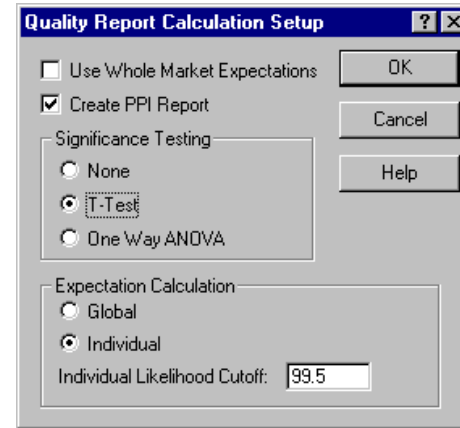 Quality Report Calculation Setup
Use Whole Market Expectations
OK
Create PPI Report
Cancel
Significance Testing
None
Help
T-Test
One Way ANOVA
Expectation Calculation
Global
Individual
Individual Likelihood Cutoff: 99.5